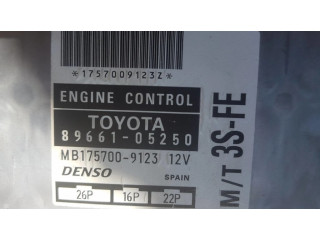 *1757009123Z*
ENGINE CONTROL
TOYOTA
89661-05250
MB175700-9123 12V
DENSO SPAIN
26P 16P 22P
M/T 3S-FE